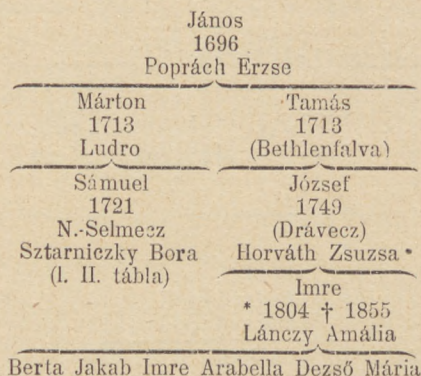 János
1696
Poprách Erzse
Márton
1713
Ludro
Tamás
1713
(Bethlenfalva)
Sámuel
1721
N.-Selmecz
Sztarniczky Bora
(l. II. tábla)
József
1749
(Drávecz)
Horváth Zsuzsa
Imre
* 1804 † 1855
Lánczy Amália
Berta Jakab Imre Arabella Dezső Mária